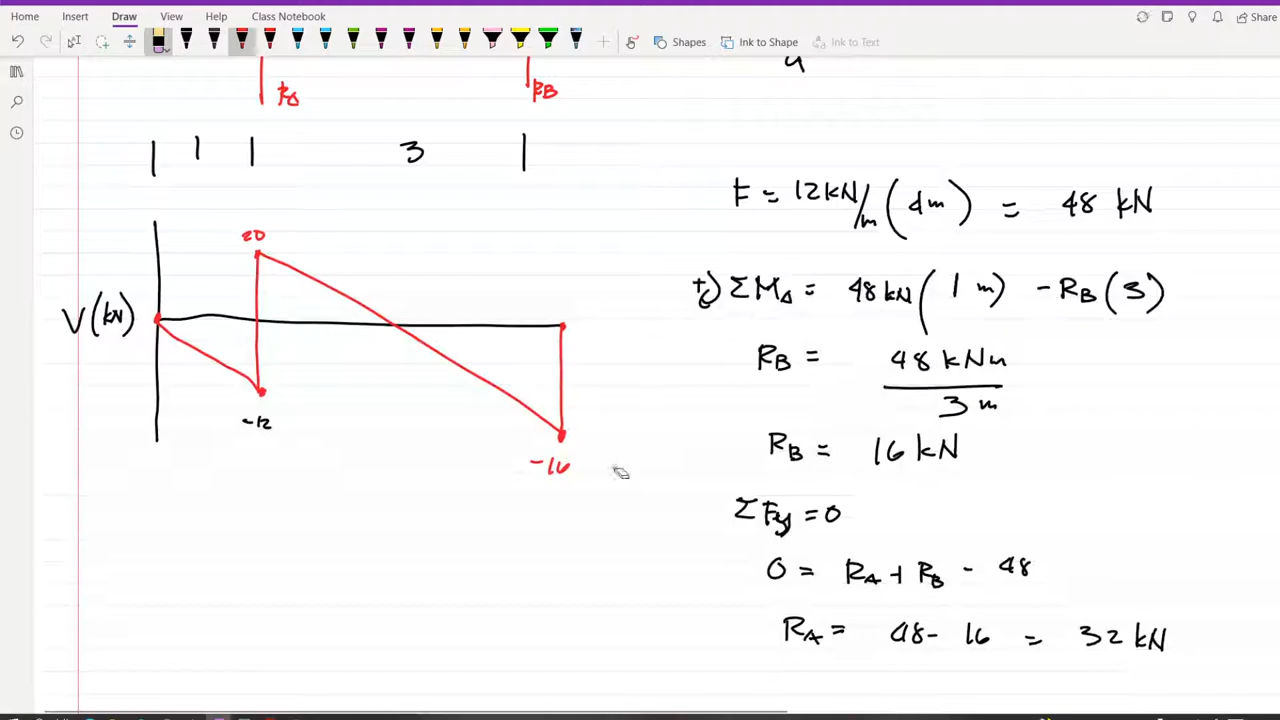 Home Insert Draw View Help Class Notebook Share
Shapes Ink to Shape Ink to Text
RA RB
| 1 | 3 |
F = 12kN/m (4m) = 48 kN
20
+) ΣMA = 48kN (1m) - RB (3)
V(kN)
RB = 48 kNm
3 m
-12
RB = 16 kN
-16
ΣFy = 0
0 = RA + RB - 48
RA = 48 - 16 = 32 kN